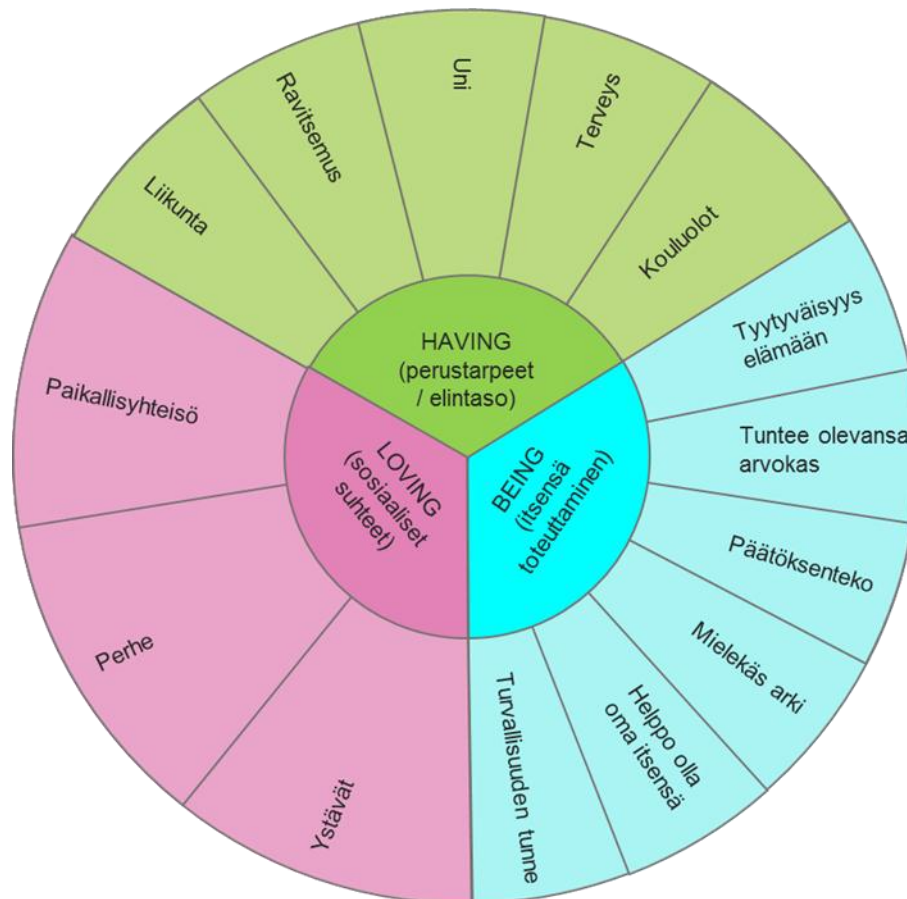 Uni
Ravitsemus
Terveys
Liikunta
Kouluolot
HAVING
(perustarpeet
/ elintaso)
Tyytyväisyys
elämään
Tuntee olevansa
arvokas
Päätöksenteko
Mielekäs arki
Helppo olla
oma itsensä
Turvallisuuden tunne
BEING
(itsensä
toteuttaminen)
LOVING
(sosiaaliset
suhteet)
Paikallisyhteisö
Perhe
Ystävät